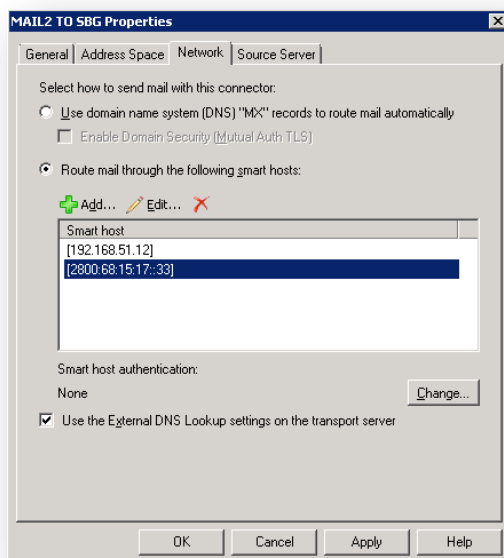 MAIL2 TO SBG Properties
General Address Space Network Source Server
Select how to send mail with this connector:
Use domain name system (DNS) "MX" records to route mail automatically
Enable Domain Security (Mutual Auth TLS)
Route mail through the following smart hosts:
Add... Edit...
Smart host
[192.168.51.12]
[2800:68:15:17::33]
Smart host authentication:
None Change...
Use the External DNS Lookup settings on the transport server
OK Cancel Apply Help